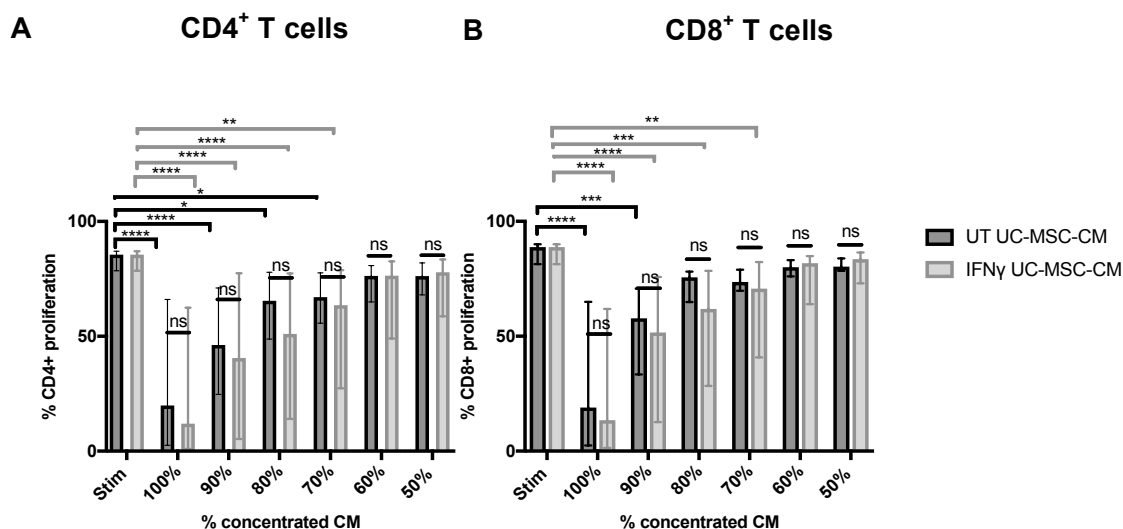 A
CD4⁺ T cells
**
****
****
****
*
*
****
****
ns
ns
ns
ns
ns
ns
100
50
0
% CD4+ proliferation
Stim
100%
90%
80%
70%
60%
50%
% concentrated CM
B
CD8⁺ T cells
**
***
****
****
***
****
ns
ns
ns
ns
ns
ns
100
50
0
% CD8+ proliferation
Stim
100%
90%
80%
70%
60%
50%
% concentrated CM
UT UC-MSC-CM
IFNγ UC-MSC-CM